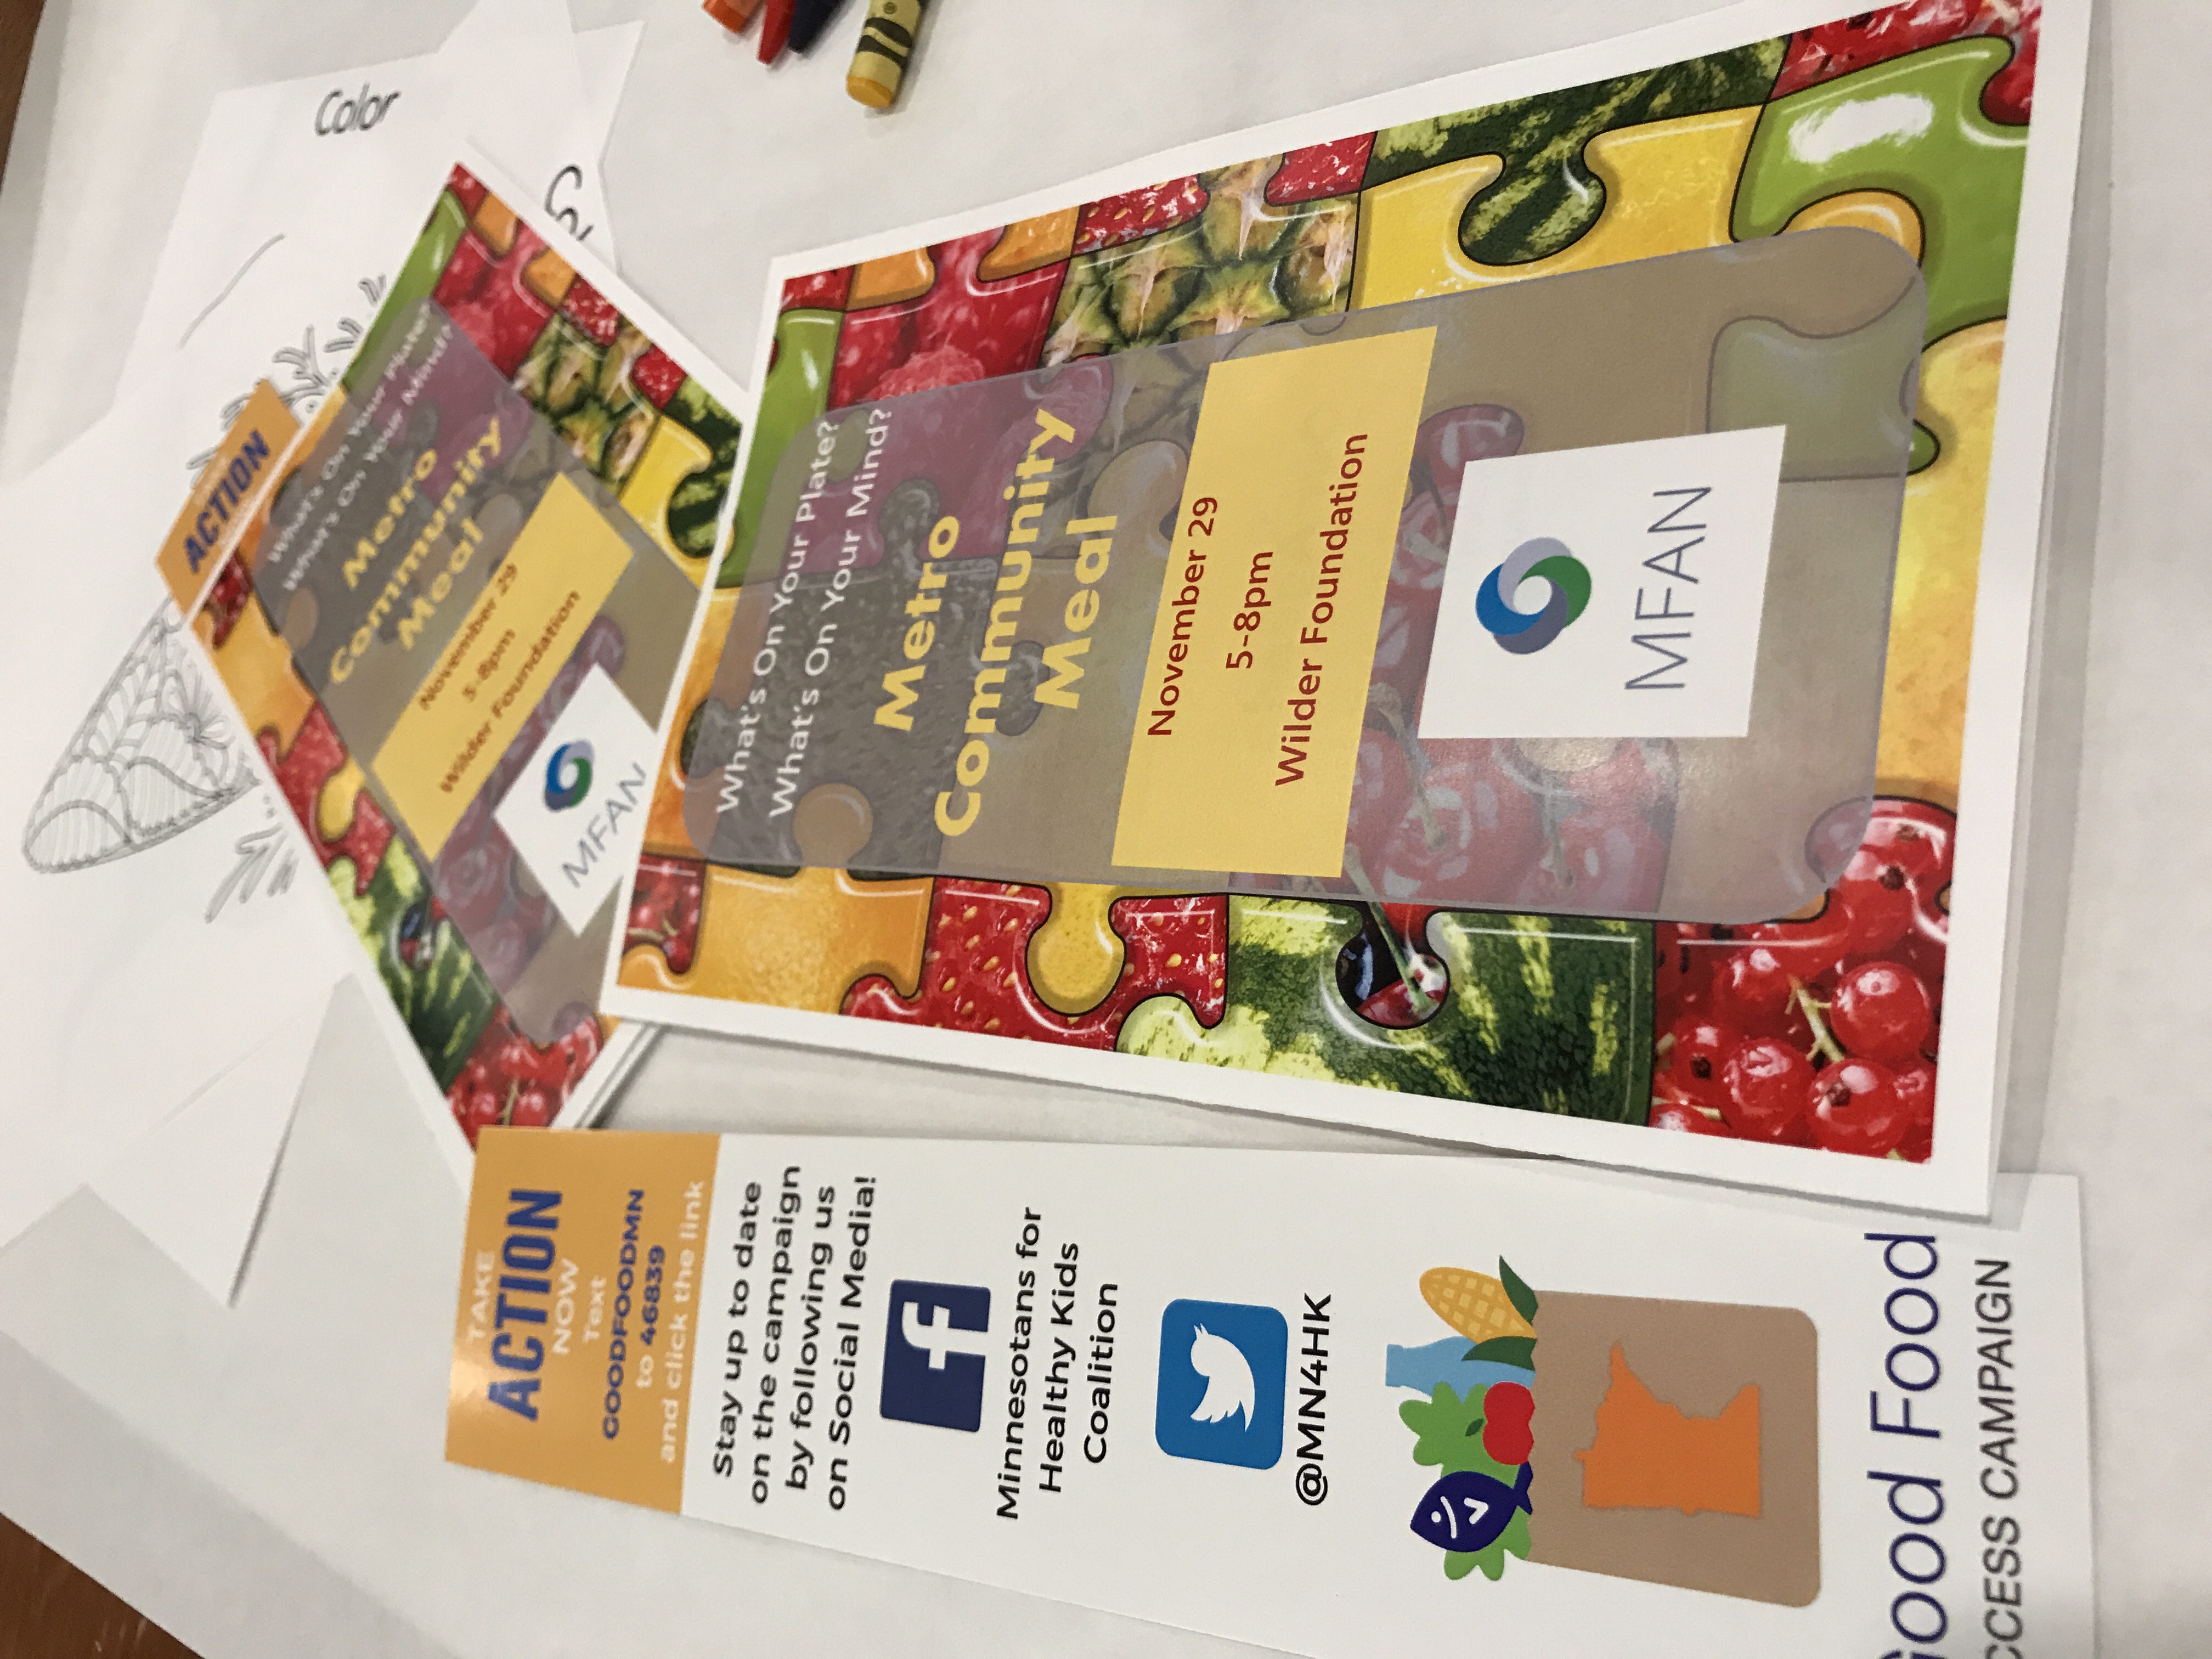 TAKE
ACTION
NOW
Text
GOODFOODMN
to 46839
and click the link
Stay up to date
on the campaign
by following us
on Social Media!
f
Minnesotans for
Healthy Kids
Coalition
@MN4HK
Good Food
CCESS CAMPAIGN
What's On Your Plate?
What's On Your Mind?
Metro
Community
Meal
November 29
5-8pm
Wilder Foundation
MFAN
ACTION
What's On Your Plate?
What's On Your Mind?
Metro
Community
Meal
November 29
5-8pm
Wilder Foundation
MFAN
Color